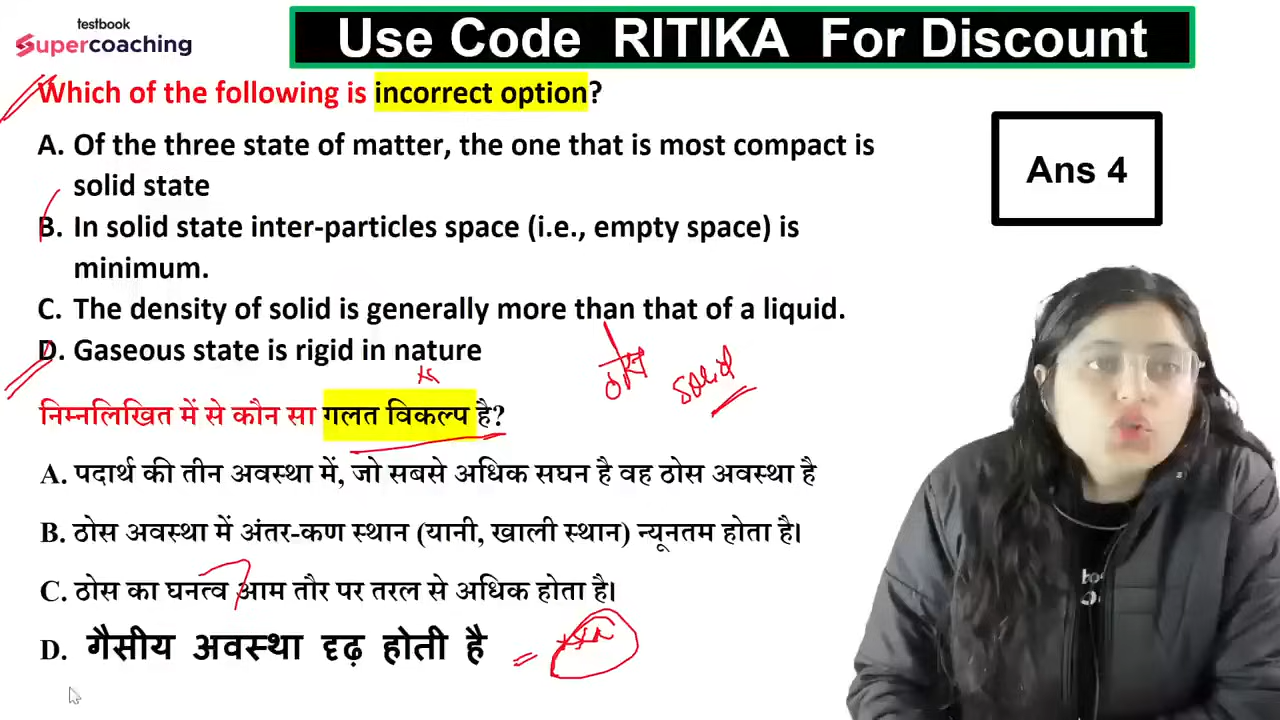 testbook
Supercoaching
Use Code RITIKA For Discount
Which of the following is incorrect option?
A. Of the three state of matter, the one that is most compact is
solid state
B. In solid state inter-particles space (i.e., empty space) is
minimum.
C. The density of solid is generally more than that of a liquid.
D. Gaseous state is rigid in nature
Ans 4
ठोस
solid
निम्नलिखित में से कौन सा गलत विकल्प है?
A. पदार्थ की तीन अवस्था में, जो सबसे अधिक सघन है वह ठोस अवस्था है
B. ठोस अवस्था में अंतर-कण स्थान (यानी, खाली स्थान) न्यूनतम होता है।
C. ठोस का घनत्व आम तौर पर तरल से अधिक होता है।
D. गैसीय अवस्था दृढ़ होती है